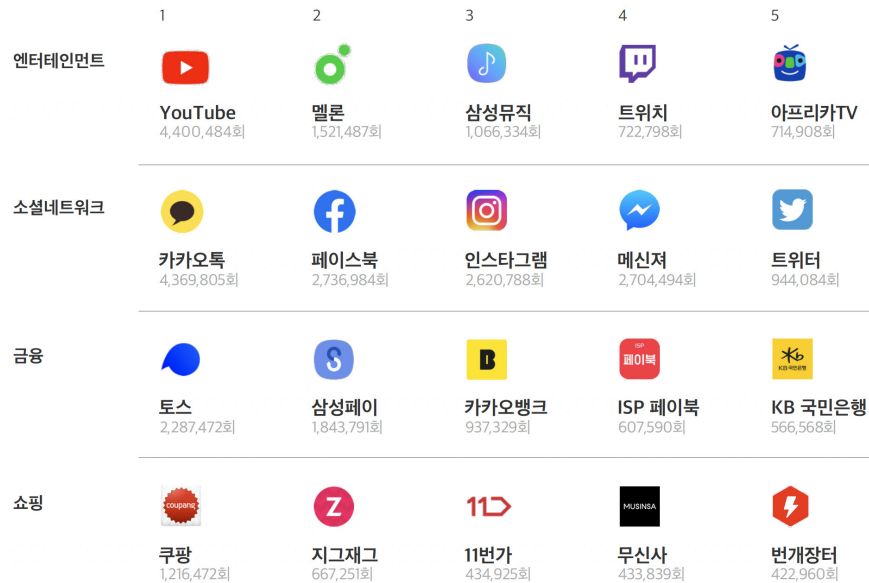 1 2 3 4 5
엔터테인먼트
YouTube 멜론 삼성뮤직 트위치 아프리카TV
4,400,484회 1,521,487회 1,066,334회 722,798회 714,908회
소셜네트워크
카카오톡 페이스북 인스타그램 메신져 트위터
4,369,805회 2,736,984회 2,620,788회 2,704,494회 944,084회
금융
B ISP 페이북 KB 국민은행
토스 삼성페이 카카오뱅크 ISP 페이북 KB 국민은행
2,287,472회 1,843,791회 937,329회 607,590회 566,568회
쇼핑
coupang Z 11 MUSINSA
쿠팡 지그재그 11번가 무신사 번개장터
1,216,472회 667,251회 434,925회 433,839회 422,960회